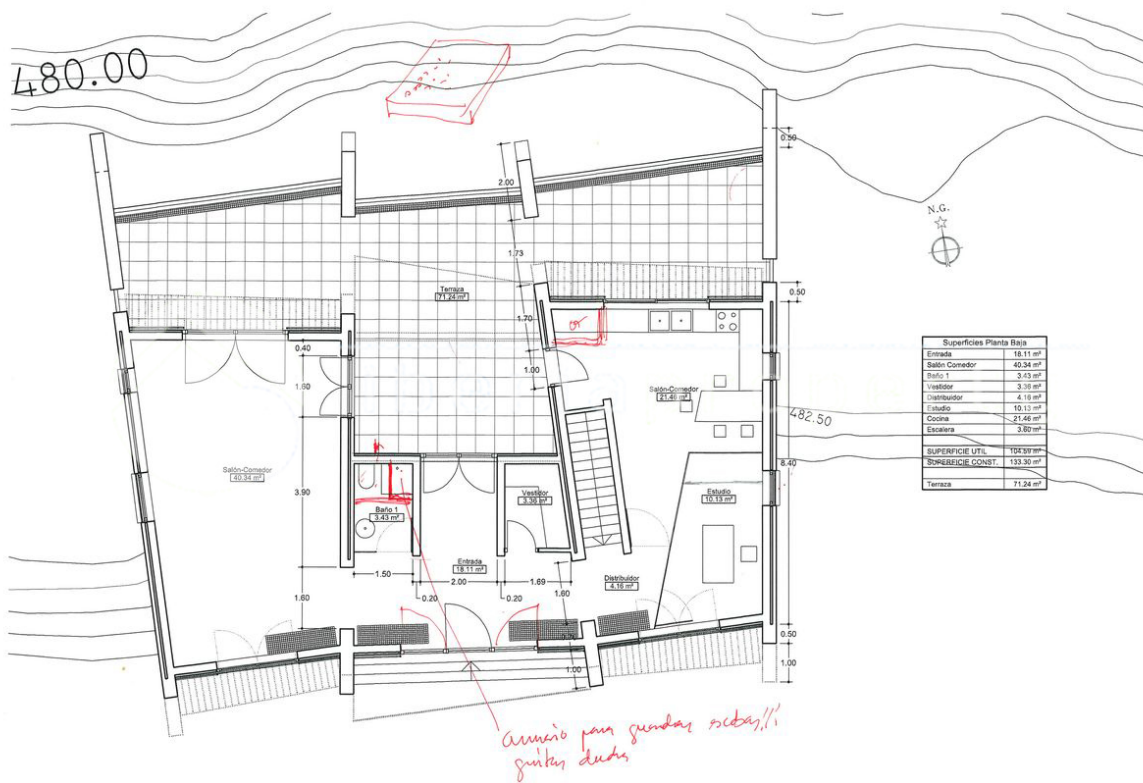 480.00
0.50
2.00
N.G.
1.73
0.50
Terraza
71.24 m²
1.70
0.40
1.00
1.60
Salón-Comedor
21.46 m²
482.50
Superficies Planta Baja
Entrada 18.11 m²
Salón Comedor 40.34 m²
Baño 1 3.43 m²
Vestidor 3.36 m²
Distribuidor 4.16 m²
Estudio 10.13 m²
Cocina 21.46 m²
Escalera 3.60 m²
SUPERFICIE UTIL 104.59 m²
SUPERFICIE CONST. 133.30 m²
Terraza 71.24 m²
Salón-Comedor
40.34 m²
3.90
8.40
Vestidor
3.36 m²
Estudio
10.13 m²
Baño 1
3.43 m²
Entrada
18.11 m²
Distribuidor
4.16 m²
1.50
2.00
1.69
1.60
1.60
0.20
0.20
0.50
1.00
1.00
armario para guardar escobas!!!
quitar ducha